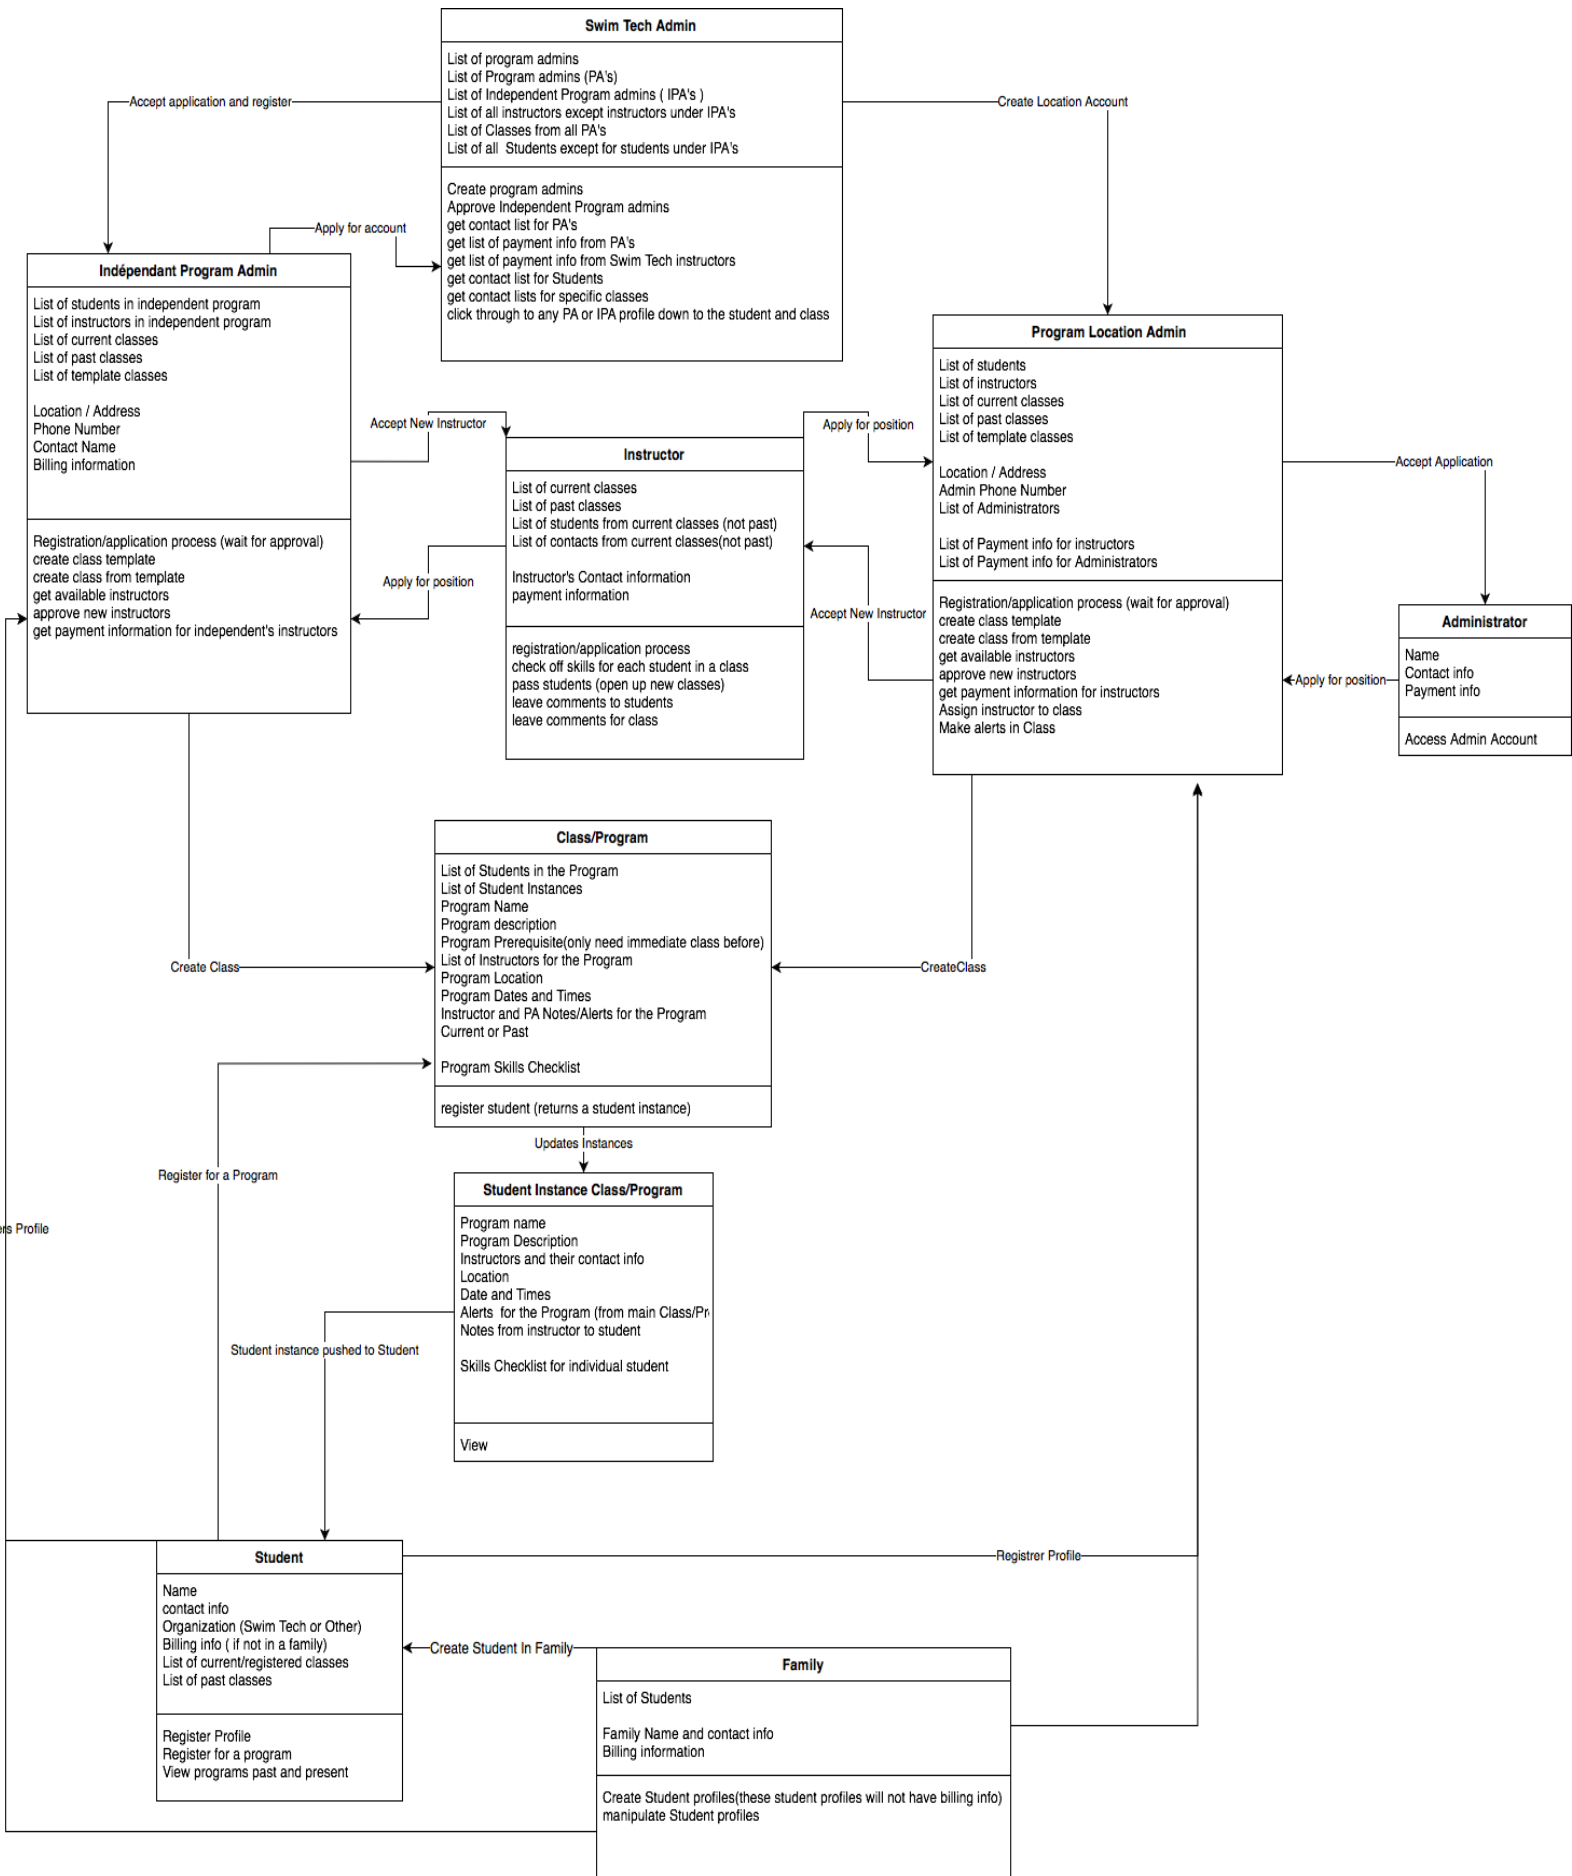 Swim Tech Admin
List of program admins
List of Program admins (PA's)
List of Independent Program admins ( IPA's )
List of all instructors except instructors under IPA's
List of Classes from all PA's
List of all Students except for students under IPA's
Create program admins
Approve Independent Program admins
get contact list for PA's
get list of payment info from PA's
get list of payment info from Swim Tech instructors
get contact list for Students
get contact lists for specific classes
click through to any PA or IPA profile down to the student and class
Accept application and register
Create Location Account
Apply for account
Indépendant Program Admin
List of students in independent program
List of instructors in independent program
List of current classes
List of past classes
List of template classes
Location / Address
Phone Number
Contact Name
Billing information
Registration/application process (wait for approval)
create class template
create class from template
get available instructors
approve new instructors
get payment information for independent's instructors
Accept New Instructor
Apply for position
Instructor
List of current classes
List of past classes
List of students from current classes (not past)
List of contacts from current classes(not past)
Instructor's Contact information
payment information
registration/application process
check off skills for each student in a class
pass students (open up new classes)
leave comments to students
leave comments for class
Apply for position
Accept New Instructor
Program Location Admin
List of students
List of instructors
List of current classes
List of past classes
List of template classes
Location / Address
Admin Phone Number
List of Administrators
List of Payment info for instructors
List of Payment info for Administrators
Registration/application process (wait for approval)
create class template
create class from template
get available instructors
approve new instructors
get payment information for instructors
Assign instructor to class
Make alerts in Class
Accept Application
Apply for position
Administrator
Name
Contact info
Payment info
Access Admin Account
Class/Program
List of Students in the Program
List of Student Instances
Program Name
Program description
Program Prerequisite(only need immediate class before)
List of Instructors for the Program
Program Location
Program Dates and Times
Instructor and PA Notes/Alerts for the Program
Current or Past
Program Skills Checklist
register student (returns a student instance)
Create Class
CreateClass
Updates Instances
Register for a Program
Student Instance Class/Program
Program name
Program Description
Instructors and their contact info
Location
Date and Times
Alerts for the Program (from main Class/Pr
Notes from instructor to student
Skills Checklist for individual student
View
ers Profile
Student instance pushed to Student
Student
Name
contact info
Organization (Swim Tech or Other)
Billing info ( if not in a family)
List of current/registered classes
List of past classes
Register Profile
Register for a program
View programs past and present
Registrer Profile
Create Student In Family
Family
List of Students
Family Name and contact info
Billing information
Create Student profiles(these student profiles will not have billing info)
manipulate Student profiles